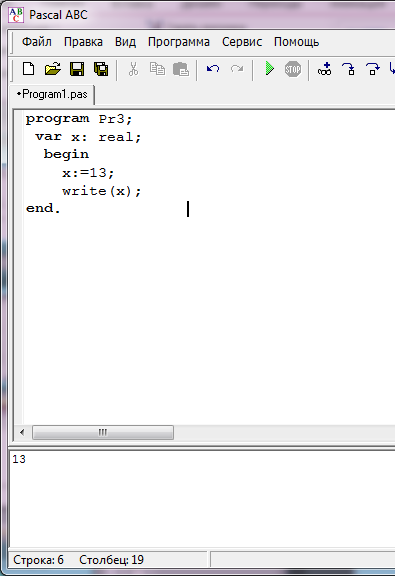 Pascal ABC
Файл Правка Вид Программа Сервис Помощь
STOP
•Program1.pas
program Pr3;
var x: real;
begin
x:=13;
write(x);
end.
13
Строка: 6 Столбец: 19